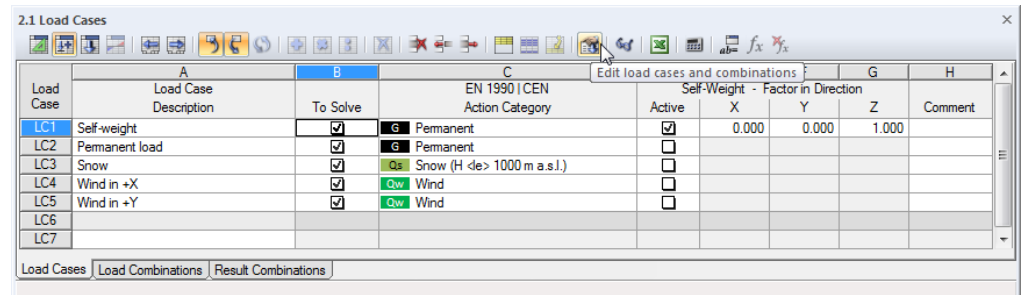 2.1 Load Cases
ab= fx fx
Edit load cases and combinations
A B C F G H
Load Case Load Case Description To Solve EN 1990 | CEN Action Category Self-Weight - Factor in Direction Active X Y Z Comment
LC1 Self-weight G Permanent 0.000 0.000 1.000
LC2 Permanent load G Permanent
LC3 Snow Qs Snow (H <le> 1000 m a.s.l.)
LC4 Wind in +X Qw Wind
LC5 Wind in +Y Qw Wind
LC6
LC7
Load Cases Load Combinations Result Combinations